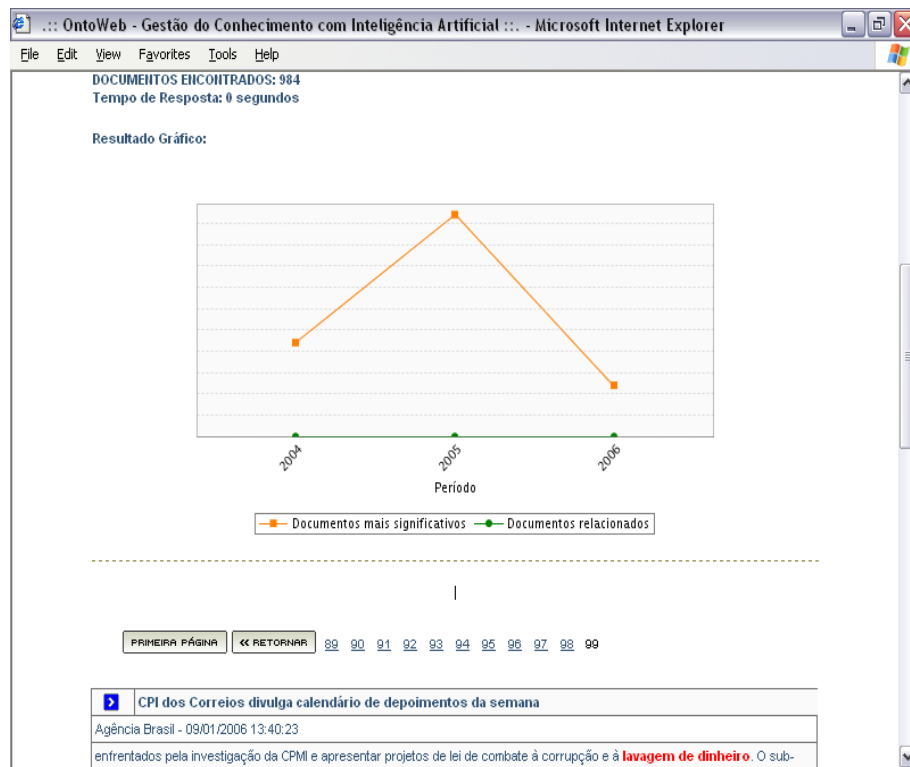 .:: OntoWeb - Gestão do Conhecimento com Inteligência Artificial ::. - Microsoft Internet Explorer
File Edit View Favorites Tools Help
DOCUMENTOS ENCONTRADOS: 984
Tempo de Resposta: 0 segundos
Resultado Gráfico:
2004 2005 2006
Período
Documentos mais significativos Documentos relacionados
PRIMEIRA PÁGINA << RETORNAR 89 90 91 92 93 94 95 96 97 98 99
CPI dos Correios divulga calendário de depoimentos da semana
Agência Brasil - 09/01/2006 13:40:23
enfrentados pela investigação da CPMI e apresentar projetos de lei de combate à corrupção e à lavagem de dinheiro. O sub-